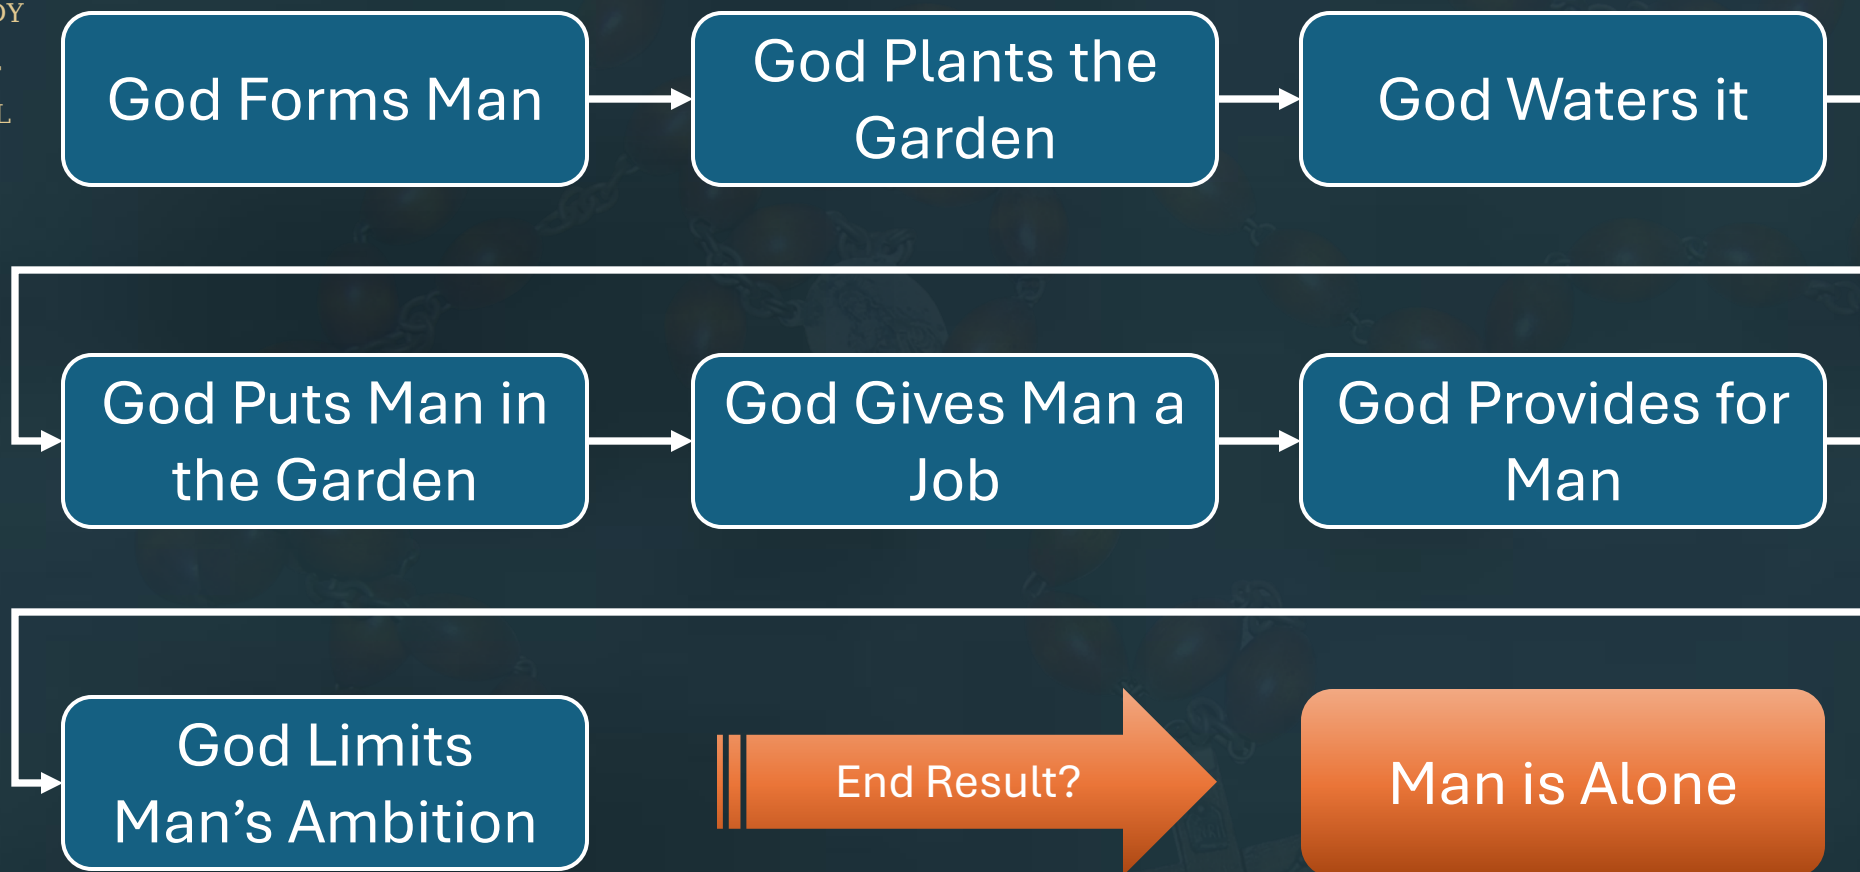 DY
L
God Forms Man
God Plants the
Garden
God Waters it
God Puts Man in
the Garden
God Gives Man a
Job
God Provides for
Man
God Limits
Man’s Ambition
End Result?
Man is Alone